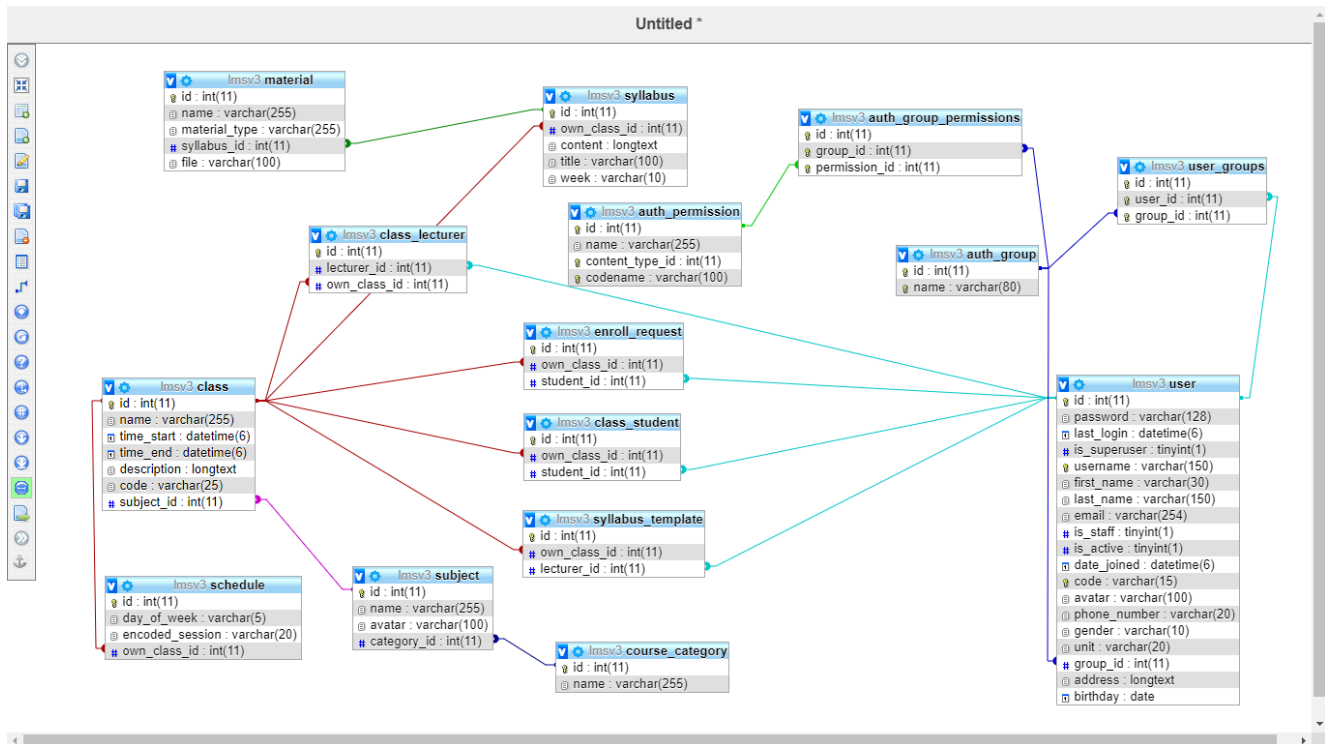 Untitled *
lmsv3 material
id : int(11)
name : varchar(255)
material_type : varchar(255)
syllabus_id : int(11)
file : varchar(100)
lmsv3 syllabus
id : int(11)
own_class_id : int(11)
content : longtext
title : varchar(100)
week : varchar(10)
lmsv3 auth_group_permissions
id : int(11)
group_id : int(11)
permission_id : int(11)
lmsv3 user_groups
id : int(11)
user_id : int(11)
group_id : int(11)
lmsv3 auth_permission
id : int(11)
name : varchar(255)
content_type_id : int(11)
codename : varchar(100)
lmsv3 class_lecturer
id : int(11)
lecturer_id : int(11)
own_class_id : int(11)
lmsv3 auth_group
id : int(11)
name : varchar(80)
lmsv3 enroll_request
id : int(11)
own_class_id : int(11)
student_id : int(11)
lmsv3 class
id : int(11)
name : varchar(255)
time_start : datetime(6)
time_end : datetime(6)
description : longtext
code : varchar(25)
subject_id : int(11)
lmsv3 class_student
id : int(11)
own_class_id : int(11)
student_id : int(11)
lmsv3 user
id : int(11)
password : varchar(128)
last_login : datetime(6)
is_superuser : tinyint(1)
username : varchar(150)
first_name : varchar(30)
last_name : varchar(150)
email : varchar(254)
is_staff : tinyint(1)
is_active : tinyint(1)
date_joined : datetime(6)
code : varchar(15)
avatar : varchar(100)
phone_number : varchar(20)
gender : varchar(10)
unit : varchar(20)
group_id : int(11)
address : longtext
birthday : date
lmsv3 syllabus_template
id : int(11)
own_class_id : int(11)
lecturer_id : int(11)
lmsv3 schedule
id : int(11)
day_of_week : varchar(5)
encoded_session : varchar(20)
own_class_id : int(11)
lmsv3 subject
id : int(11)
name : varchar(255)
avatar : varchar(100)
category_id : int(11)
lmsv3 course_category
id : int(11)
name : varchar(255)